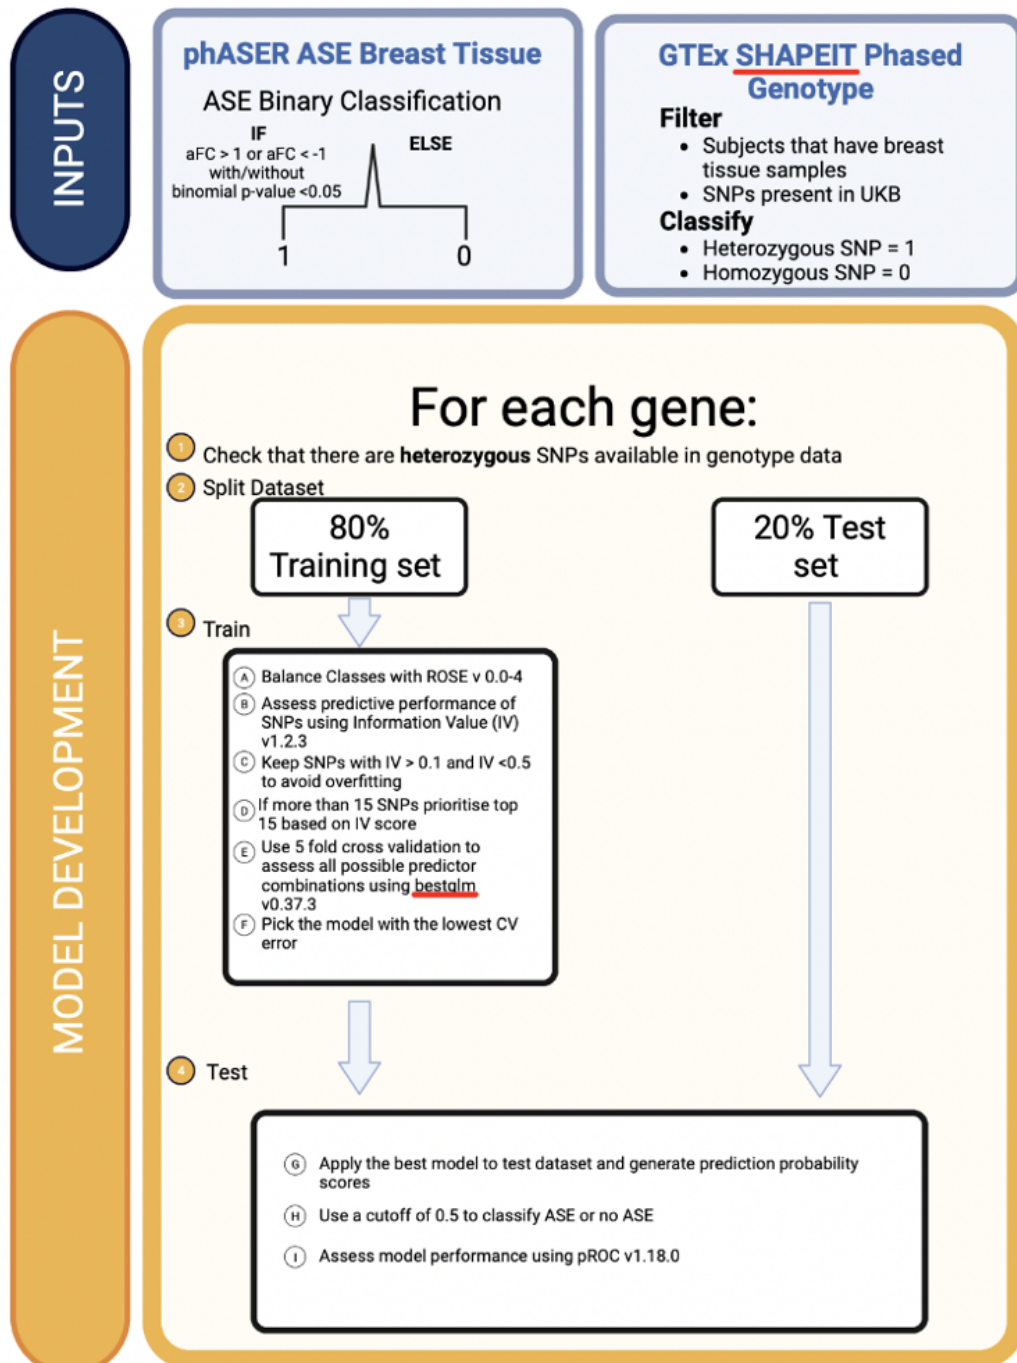 INPUTS
phASER ASE Breast Tissue
ASE Binary Classification
IF
aFC > 1 or aFC < -1
with/without
binomial p-value <0.05
ELSE
1
0
GTEx SHAPEIT Phased
Genotype
Filter
• Subjects that have breast
tissue samples
• SNPs present in UKB
Classify
• Heterozygous SNP = 1
• Homozygous SNP = 0
MODEL DEVELOPMENT
For each gene:
1 Check that there are heterozygous SNPs available in genotype data
2 Split Dataset
80%
Training set
20% Test
set
3 Train
A Balance Classes with ROSE v 0.0-4
B Assess predictive performance of
SNPs using Information Value (IV)
v1.2.3
C Keep SNPs with IV > 0.1 and IV <0.5
to avoid overfitting
D If more than 15 SNPs prioritise top
15 based on IV score
E Use 5 fold cross validation to
assess all possible predictor
combinations using bestglm
v0.37.3
F Pick the model with the lowest CV
error
4 Test
G Apply the best model to test dataset and generate prediction probability
scores
H Use a cutoff of 0.5 to classify ASE or no ASE
I Assess model performance using pROC v1.18.0